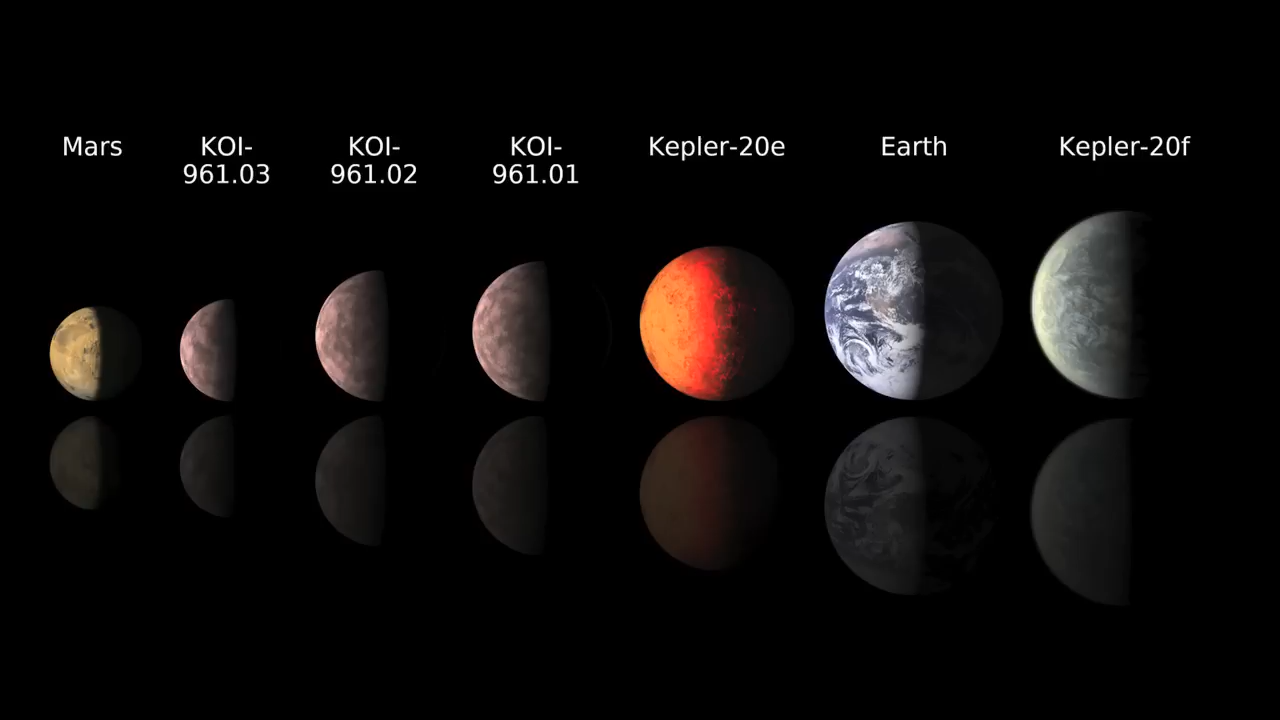 Mars
KOI-
961.03
KOI-
961.02
KOI-
961.01
Kepler-20e
Earth
Kepler-20f